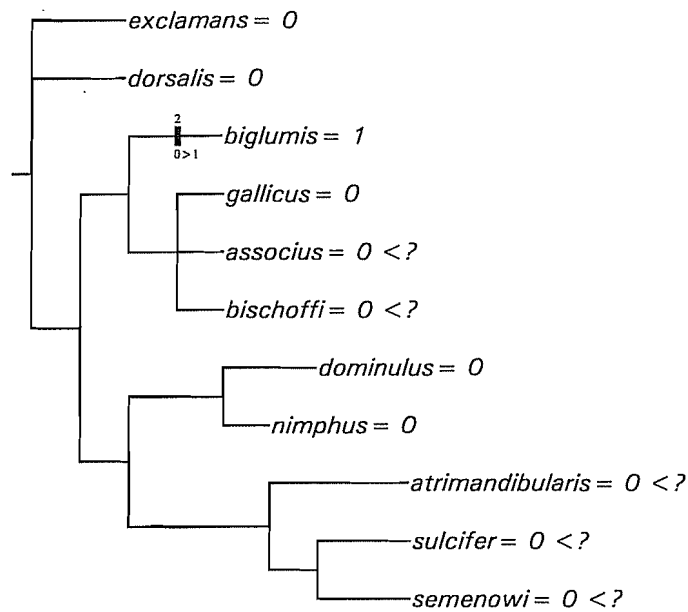 exclamans = 0
dorsalis = 0
2
biglumis = 1
0 > 1
gallicus = 0
associus = 0 < ?
bischoffi = 0 < ?
dominulus = 0
nimphus = 0
atrimandibularis = 0 < ?
sulcifer = 0 < ?
semenowi = 0 < ?